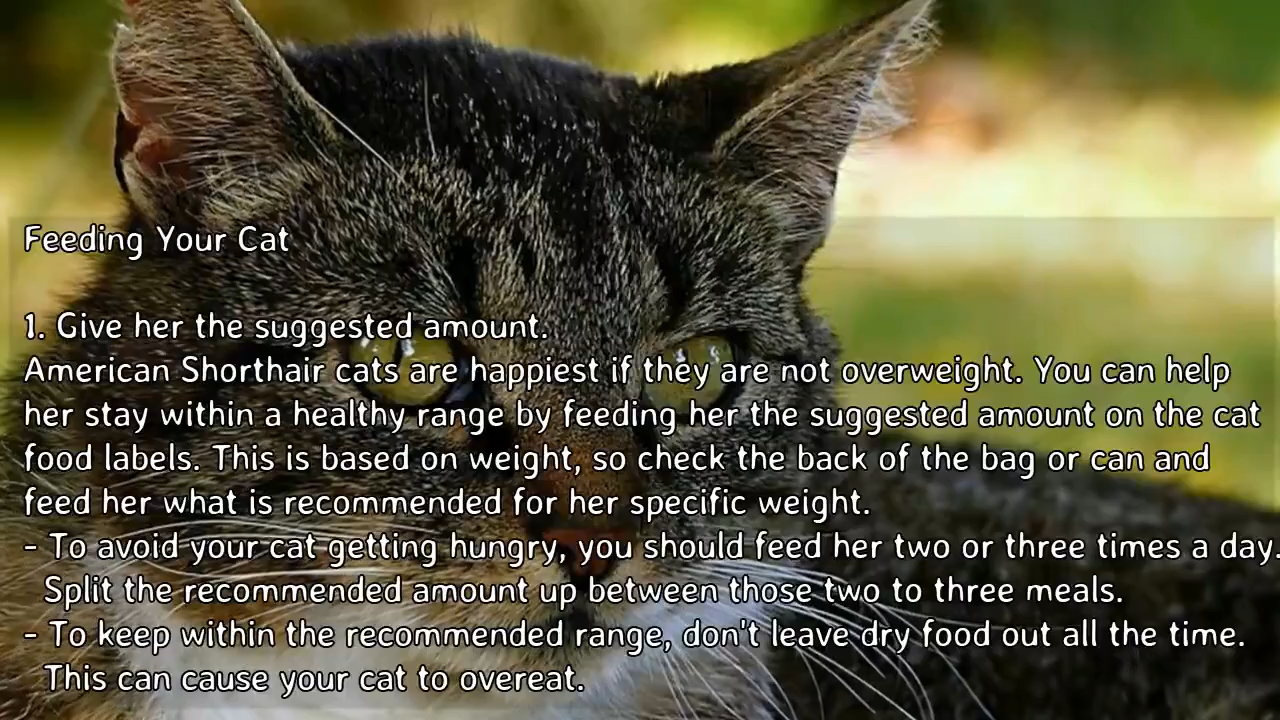 Feeding Your Cat
1. Give her the suggested amount.
American Shorthair cats are happiest if they are not overweight. You can help
her stay within a healthy range by feeding her the suggested amount on the cat
food labels. This is based on weight, so check the back of the bag or can and
feed her what is recommended for her specific weight.
- To avoid your cat getting hungry, you should feed her two or three times a day.
Split the recommended amount up between those two to three meals.
- To keep within the recommended range, don't leave dry food out all the time.
This can cause your cat to overeat.